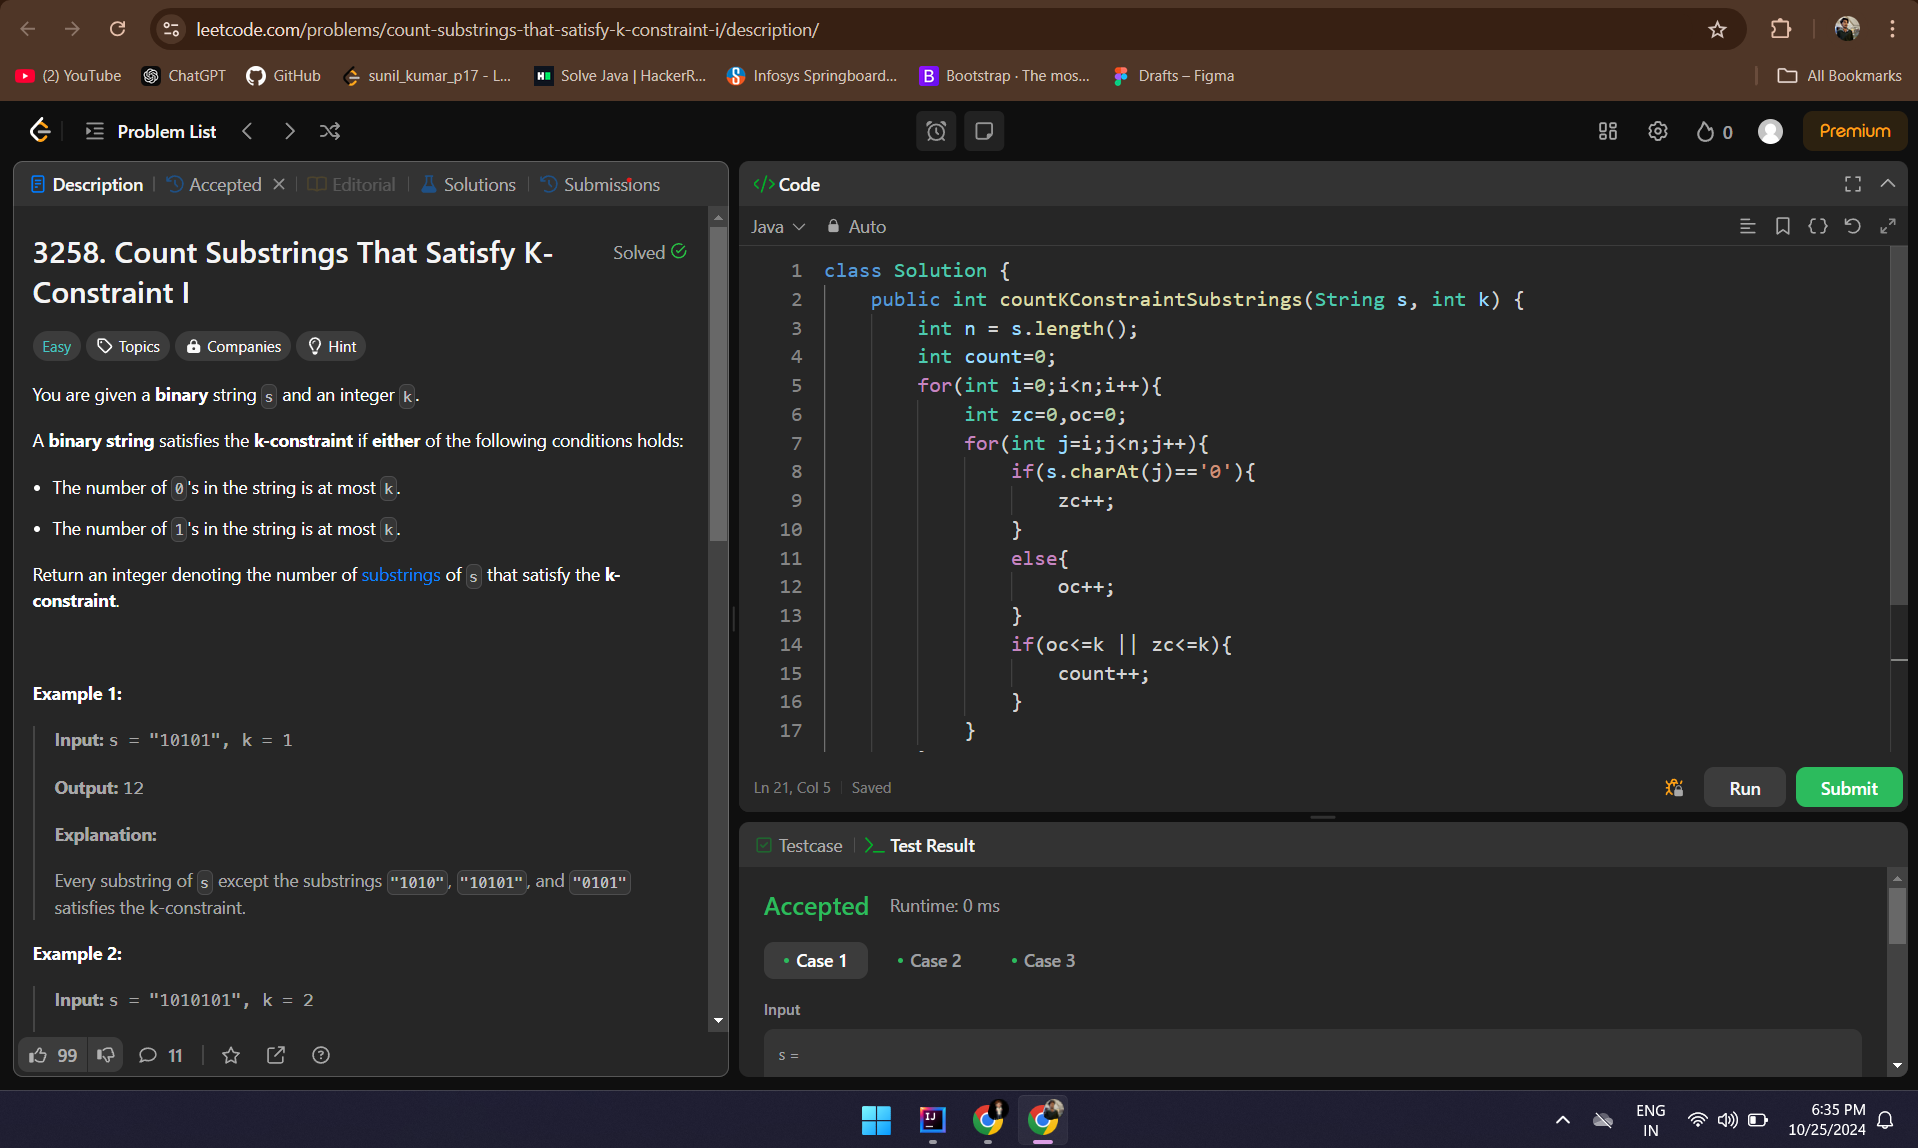 leetcode.com/problems/count-substrings-that-satisfy-k-constraint-i/description/
(2) YouTube
ChatGPT
GitHub
sunil_kumar_p17 - L...
Solve Java | HackerR...
Infosys Springboard...
B
Bootstrap · The mos...
Drafts – Figma
All Bookmarks
Problem List
0
Premium
Description
Accepted
Editorial
Solutions
Submissions
3258. Count Substrings That Satisfy K-
Constraint I
Solved
Easy
Topics
Companies
Hint
You are given a binary string s and an integer k.
A binary string satisfies the k-constraint if either of the following conditions holds:
• The number of 0's in the string is at most k.
• The number of 1's in the string is at most k.
Return an integer denoting the number of substrings of s that satisfy the k-
constraint.
Example 1:
Input: s = "10101", k = 1
Output: 12
Explanation:
Every substring of s except the substrings "1010", "10101", and "0101"
satisfies the k-constraint.
Example 2:
Input: s = "1010101", k = 2
99
11
</> Code
Java
Auto
1 class Solution {
2 public int countKConstraintSubstrings(String s, int k) {
3 int n = s.length();
4 int count=0;
5 for(int i=0;i<n;i++){
6 int zc=0,oc=0;
7 for(int j=i;j<n;j++){
8 if(s.charAt(j)=='0'){
9 zc++;
10 }
11 else{
12 oc++;
13 }
14 if(oc<=k || zc<=k){
15 count++;
16 }
17 }
Ln 21, Col 5
Saved
Run
Submit
Testcase
Test Result
Accepted
Runtime: 0 ms
• Case 1
• Case 2
• Case 3
Input
s =
IJ
ENG
IN
6:35 PM
10/25/2024